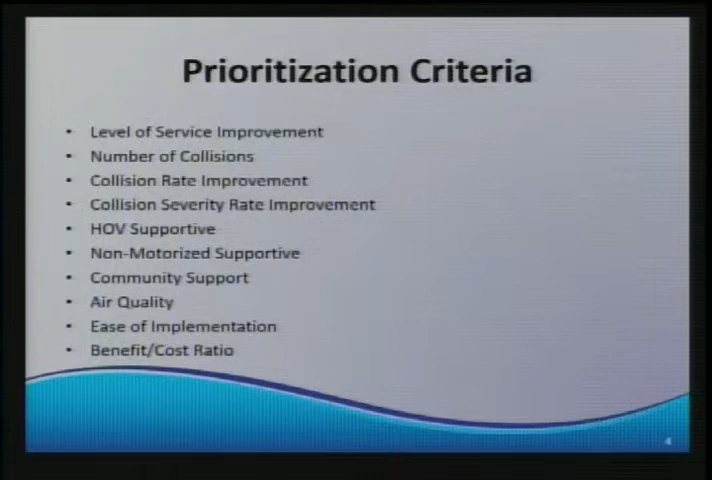 Prioritization Criteria
• Level of Service Improvement
• Number of Collisions
• Collision Rate Improvement
• Collision Severity Rate Improvement
• HOV Supportive
• Non-Motorized Supportive
• Community Support
• Air Quality
• Ease of Implementation
• Benefit/Cost Ratio
4